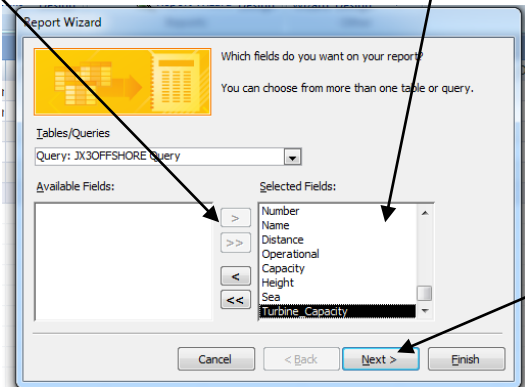 Report Wizard
Which fields do you want on your report?
You can choose from more than one table or query.
Tables/Queries
Query: JX3OFFSHORE Query
Available Fields:
Selected Fields:
>
>>
<
<<
Number
Name
Distance
Operational
Capacity
Height
Sea
Turbine_Capacity
Cancel
< Back
Next >
Finish